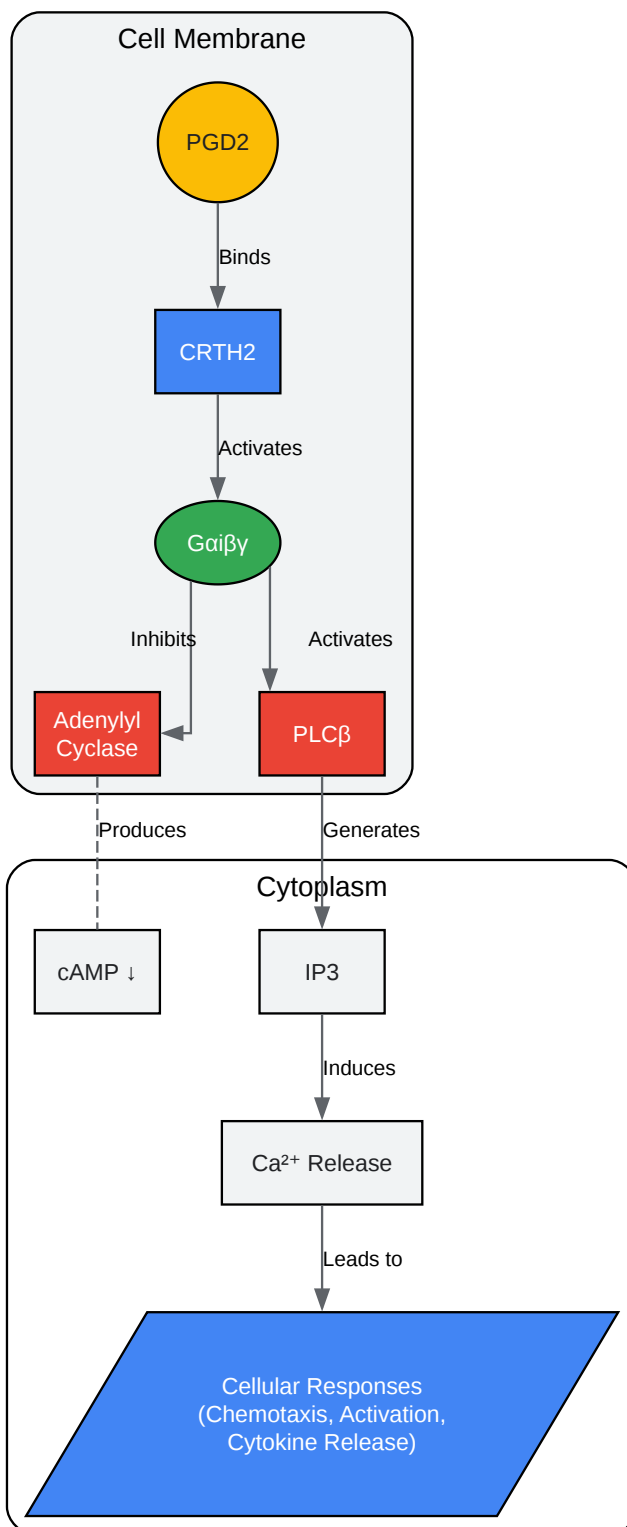 Cell Membrane
PGD2
Binds
CRTH2
Activates
Gαiβγ
Inhibits
Activates
Adenylyl
Cyclase
PLCβ
Produces
Generates
Cytoplasm
cAMP ↓
IP3
Induces
Ca²⁺ Release
Leads to
Cellular Responses
(Chemotaxis, Activation,
Cytokine Release)